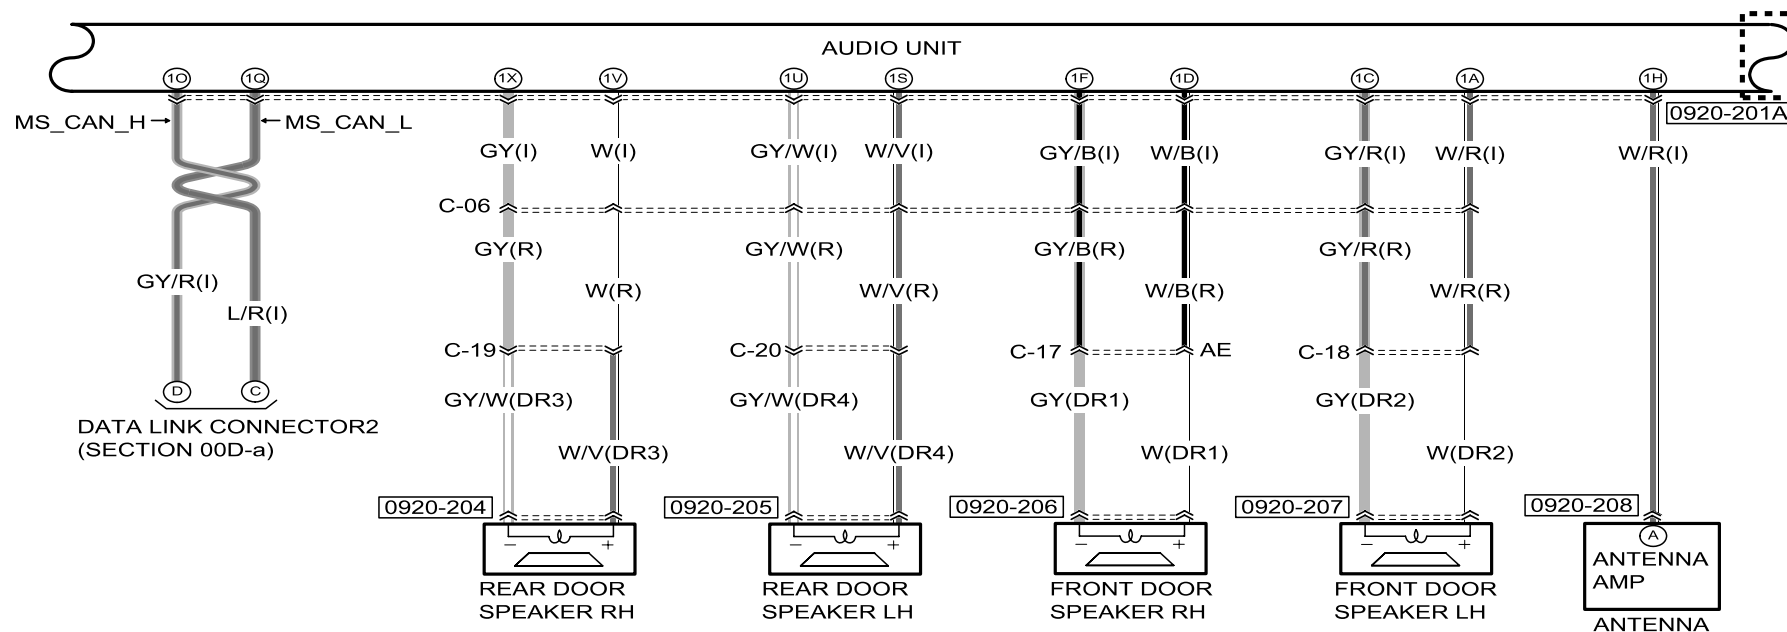 AUDIO UNIT
1O 1Q 1X 1V 1U 1S 1F 1D 1C 1A 1H
0920-201A
MS_CAN_H MS_CAN_L
GY(I) W(I) GY/W(I) W/V(I) GY/B(I) W/B(I) GY/R(I) W/R(I) W/R(I)
C-06
GY(R) GY/W(R) GY/B(R) GY/R(R)
GY/R(I)
W(R) W/V(R) W/B(R) W/R(R)
L/R(I)
C-19 C-20 C-17 AE C-18
D C
GY/W(DR3) GY/W(DR4) GY(DR1) GY(DR2)
DATA LINK CONNECTOR2
(SECTION 00D-a)
W/V(DR3) W/V(DR4) W(DR1) W(DR2)
0920-204 0920-205 0920-206 0920-207 0920-208
− + − + − + − + A
ANTENNA
AMP
REAR DOOR
SPEAKER RH
REAR DOOR
SPEAKER LH
FRONT DOOR
SPEAKER RH
FRONT DOOR
SPEAKER LH
ANTENNA